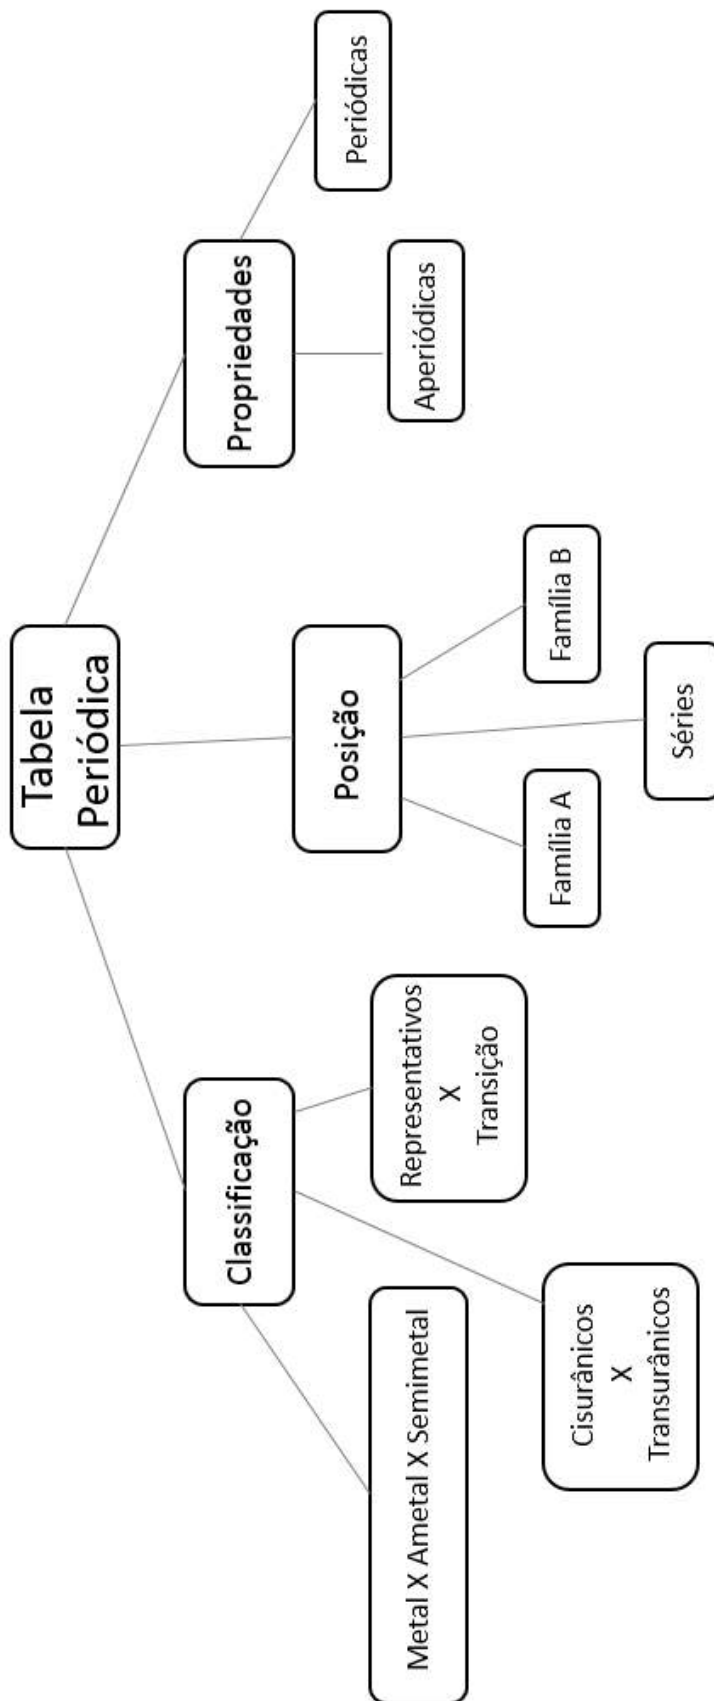 Tabela
Periódica
Classificação
Posição
Propriedades
Metal X Ametal X Semimetal
Cisurânicos
X
Transurânicos
Representativos
X
Transição
Família A
Séries
Família B
Aperiódicas
Periódicas